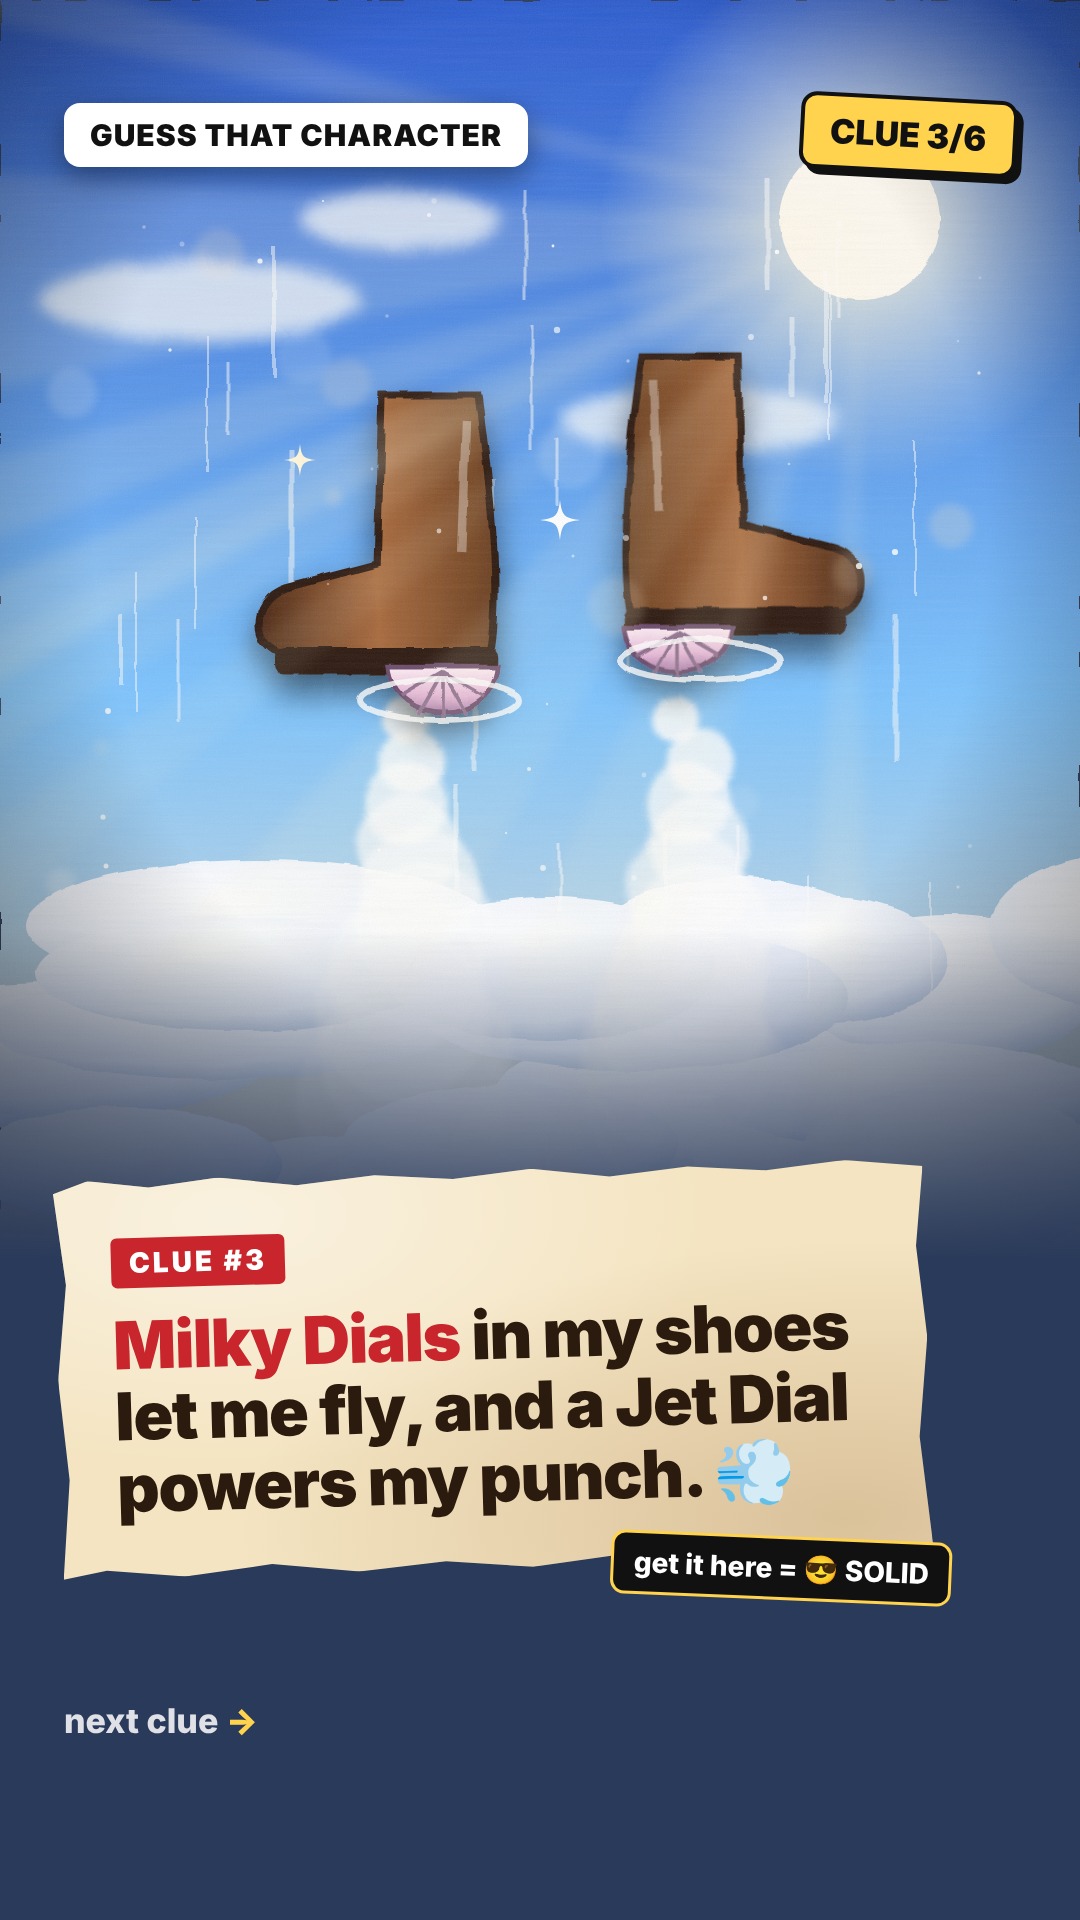 GUESS THAT CHARACTER
CLUE 3/6
CLUE #3
Milky Dials in my shoes
let me fly, and a Jet Dial
powers my punch. 💨
get it here = 😎 SOLID
next clue →